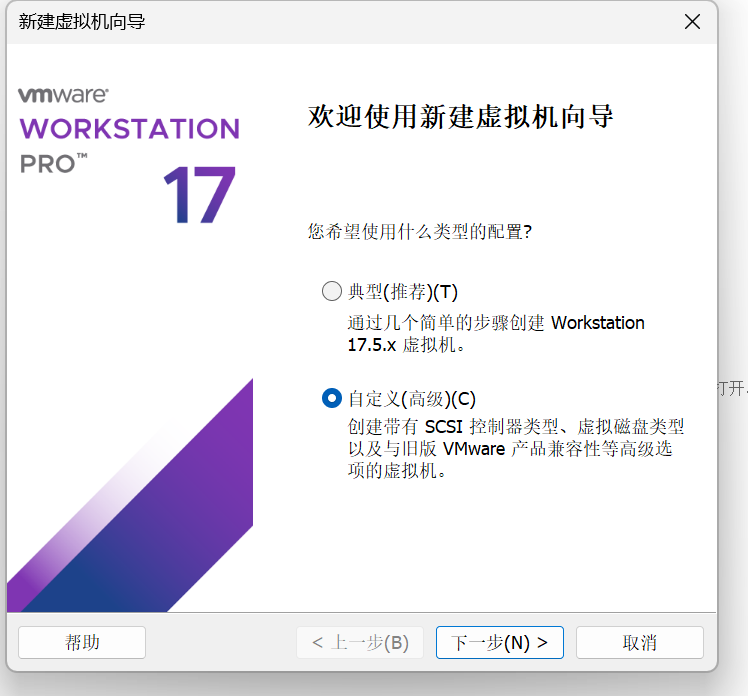 新建虚拟机向导
vmware®
WORKSTATION
PRO™
17
欢迎使用新建虚拟机向导
您希望使用什么类型的配置?
典型(推荐)(T)
通过几个简单的步骤创建 Workstation
17.5.x 虚拟机。
打开.
自定义(高级)(C)
创建带有 SCSI 控制器类型、虚拟磁盘类型
以及与旧版 VMware 产品兼容性等高级选
项的虚拟机。
帮助
< 上一步(B)
下一步(N) >
取消